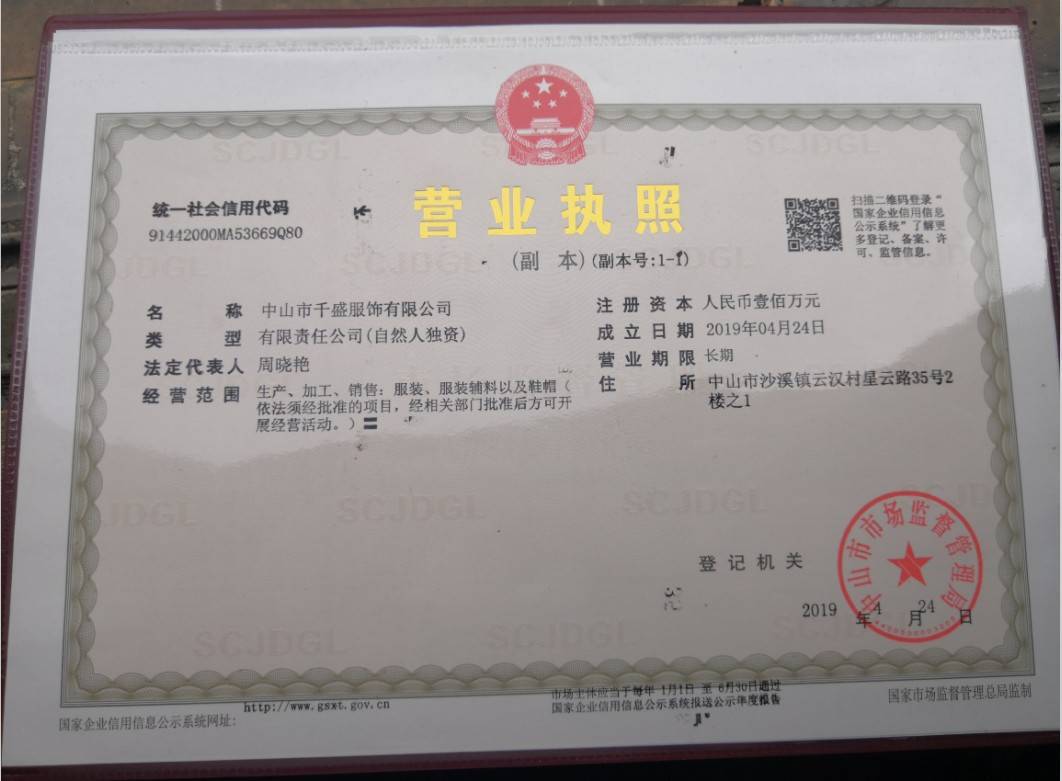 统一社会信用代码
91442000MA53669Q80
营业执照
(副 本)(副本号:1-1)
扫描二维码登录“
国家企业信用信息
公示系统”了解更
多登记、备案、许
可、监管信息。
名称 中山市千盛服饰有限公司
类型 有限责任公司(自然人独资)
法定代表人 周晓艳
经营范围 生产、加工、销售：服装、服装辅料以及鞋帽（
依法须经批准的项目，经相关部门批准后方可开
展经营活动。）〓
注册资本 人民币壹佰万元
成立日期 2019年04月24日
营业期限 长期
住所 中山市沙溪镇云汉村星云路35号2
楼之1
登记机关
中山市市场监督管理局
2019年4月24日
国家企业信用信息公示系统网址: http://www.gsxt.gov.cn
市场主体应当于每年 1月1日 至 6月30日通过
国家企业信用信息公示系统报送公示年度报告
国家市场监督管理总局监制
SCJDGL